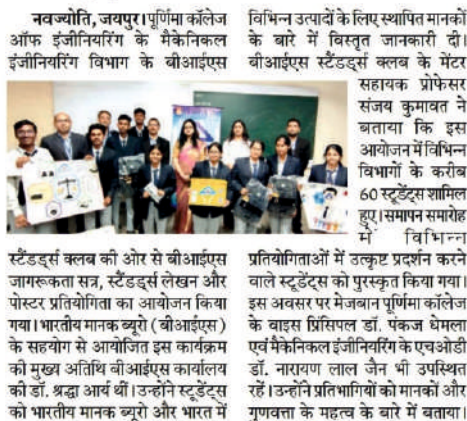 नवज्योति, जयपुर। पूर्णिमा कॉलेज
ऑफ इंजीनियरिंग के मैकेनिकल
इंजीनियरिंग विभाग के बीआईएस
स्टैंडर्ड्स क्लब की ओर से बीआईएस
जागरूकता सत्र, स्टैंडर्ड्स लेखन और
पोस्टर प्रतियोगिता का आयोजन किया
गया। भारतीय मानक ब्यूरो (बीआईएस)
के सहयोग से आयोजित इस कार्यक्रम
की मुख्य अतिथि बीआईएस कार्यालय
की डॉ. श्रद्धा आर्य थीं। उन्होंने स्टूडेंट्स
को भारतीय मानक ब्यूरो और भारत में
विभिन्न उत्पादों के लिए स्थापित मानकों
के बारे में विस्तृत जानकारी दी।
बीआईएस स्टैंडर्ड्स क्लब के मेंटर
सहायक प्रोफेसर
संजय कुमावत ने
बताया कि इस
आयोजन में विभिन्न
विभागों के करीब
60 स्टूडेंट्स शामिल
हुए। समापन समारोह
में विभिन्न
प्रतियोगिताओं में उत्कृष्ट प्रदर्शन करने
वाले स्टूडेंट्स को पुरस्कृत किया गया।
इस अवसर पर मेजबान पूर्णिमा कॉलेज
के वाइस प्रिंसिपल डॉ. पंकज धेमला
एवं मैकेनिकल इंजीनियरिंग के एचओडी
डॉ. नारायण लाल जैन भी उपस्थित
रहें। उन्होंने प्रतिभागियों को मानकों और
गुणवत्ता के महत्व के बारे में बताया।